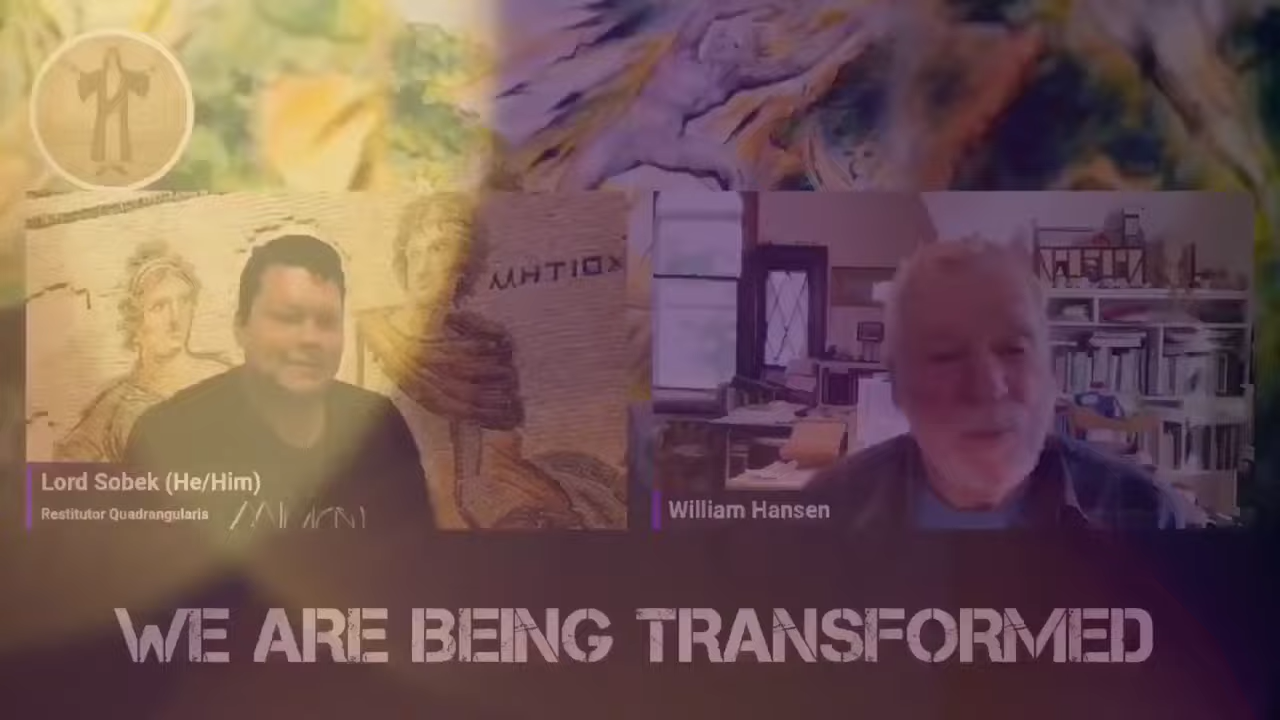 ΜΗΤΙΟΧ
Lord Sobek (He/Him)
Restitutor Quadrangularis
William Hansen
WE ARE BEING TRANSFORMED